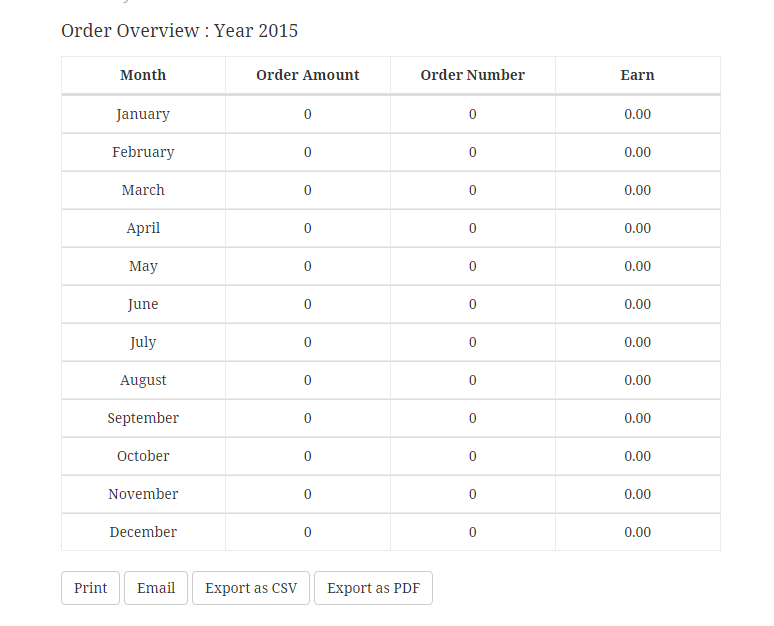 Order Overview : Year 2015
Month Order Amount Order Number Earn
January 0 0 0.00
February 0 0 0.00
March 0 0 0.00
April 0 0 0.00
May 0 0 0.00
June 0 0 0.00
July 0 0 0.00
August 0 0 0.00
September 0 0 0.00
October 0 0 0.00
November 0 0 0.00
December 0 0 0.00
Print Email Export as CSV Export as PDF